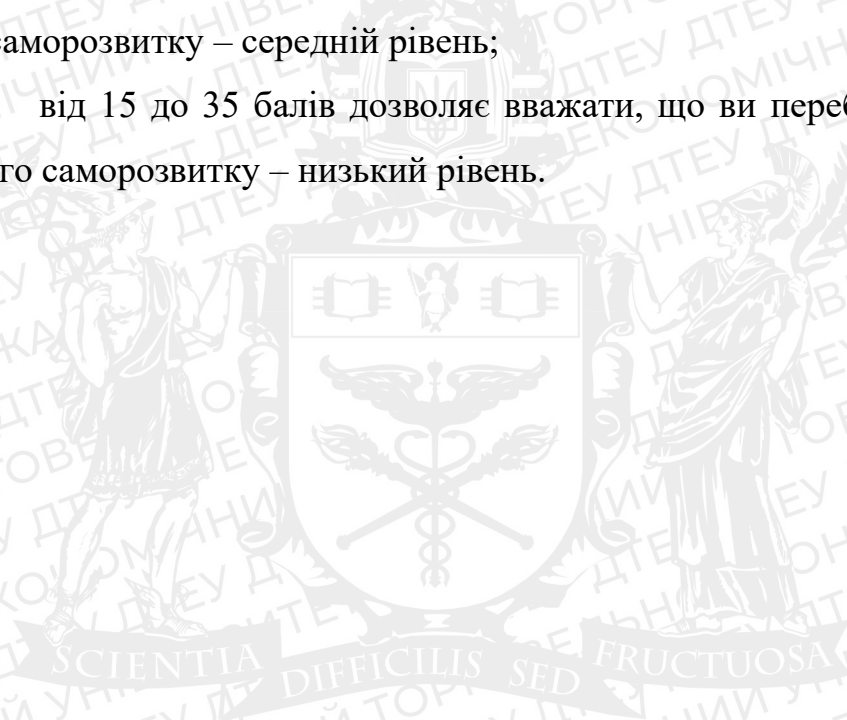 саморозвитку – середній рівень;
від 15 до 35 балів дозволяє вважати, що ви
го саморозвитку – низький рівень.
SCIENTIA DIFFICILIS SED FRUCTUOSA